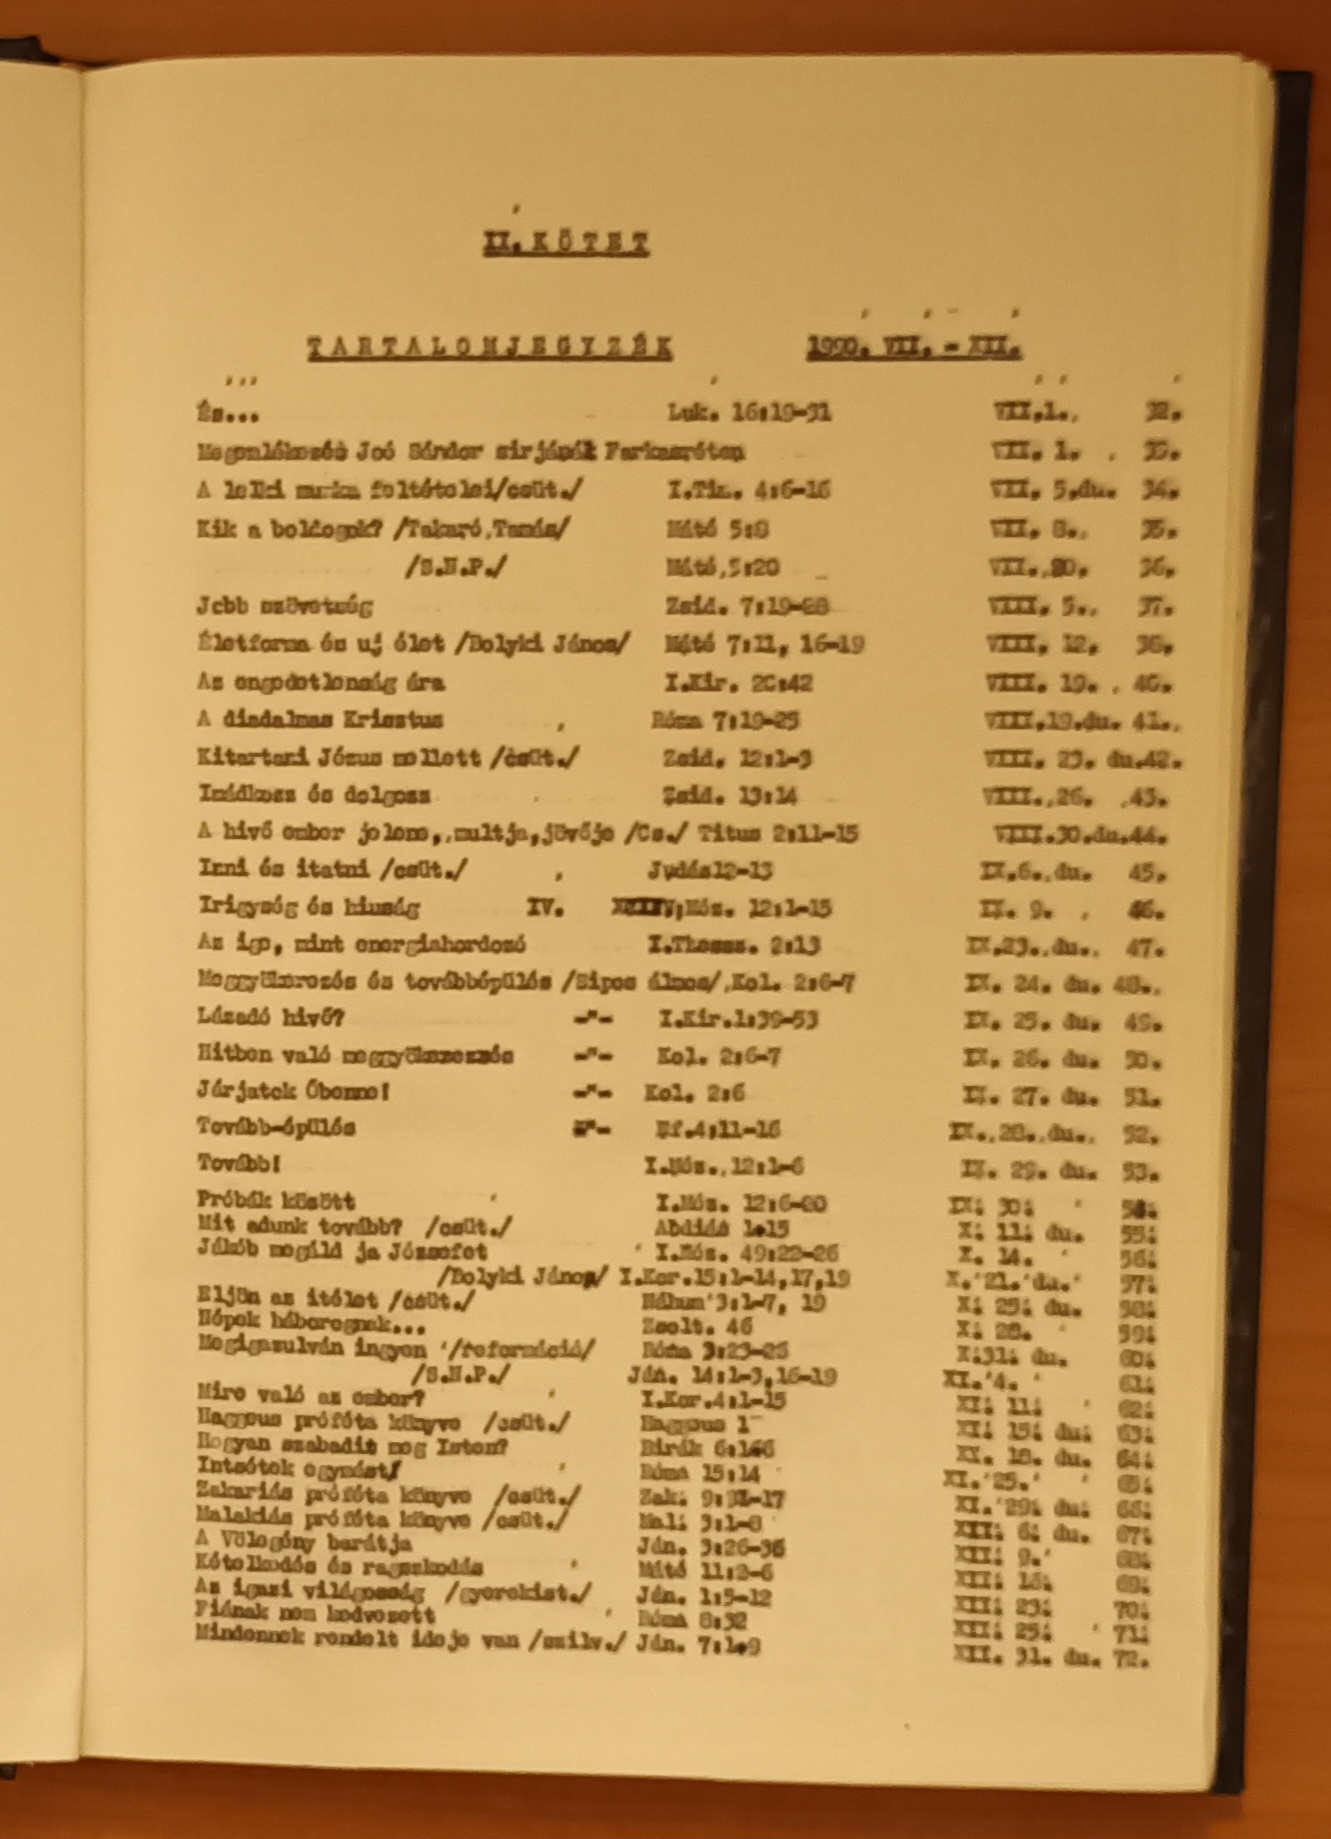 II. KÖTET
TARTALOMJEGYZÉK 1990. VII. - XII.
És... Luk. 16:19-31 VII.1. 32.
Megemlékezés Joó Sándor sirjánál Farkasréten VII. 1. 33.
A lelki munka feltételei/csüt./ I.Tim. 4:6-16 VII. 5.du. 34.
Kik a boldogok? /Takaró Tamás/ Máté 5:8 VII. 8. 35.
/S.N.P./ Máté 5:20 VII. 36.
Jobb szövetség Zsid. 7:19-28 VIII. 5. 37.
Életforma és uj élet /Bolyki János/ Máté 7:11, 16-19 VIII. 12.
Az engedetlenség ára I.Kir. 20:42 VIII. 19. 40.
A diadalmas Krisztus Róma 7:19-25 VIII.19.du. 41.
Kitartani Jézus mellett /csüt./ Zsid. 12:1-3 VIII. 23. du.42.
Imádkozz és dolgozz Zsid. 13:14 VIII. 26. 43.
A hivő ember jelene, multja, jövője /Cs./ Titus 2:11-15 VIII.30.du.44.
Inni és itatni /csüt./ Judás12-13 IX.6. du. 45.
Irigység és hiuság IV. Móz. 12:1-15 IX. 9. 46.
Az ige, mint energiahordozó I.Thessz. 2:13 IX.23. du. 47.
Meggyökerezés és továbbépülés /Sipos álmos/ Kol. 2:6-7 IX. 24. du. 48.
Lázadó hivő? -"- I.Kir.1:39-53 IX. 25. du. 49.
Hitben való meggyökerezés -"- Kol. 2:6-7 IX. 26. du. 50.
Járjatok Őbenne! -"- Kol. 2:6 IX. 27. du. 51.
Tovább-épülés -"- Ef.4:11-16 IX. 28. du. 52.
Tovább! I.Móz. 12:1-6 IX. 29. du. 53.
Próbák között I.Móz. 12:6-20 IX. 30. 54.
Mit adunk tovább? /csüt./ Abdiás 1.15 X. 11. du. 55.
Jákób megáld ja Józsefet I.Móz. 49:22-26 X. 14. 56.
/Bolyki János/ I.Kor.15:1-14,17,19 X. 21. du. 57.
Eljön az itélet /csüt./ Náhum 3:1-7, 19 X. 25. du. 58.
Népek háborognak... Zsolt. 46 X. 28. 59.
Megigazulván ingyen /reformáció/ Róma 3:23-28 X.31. du. 60.
/S.N.P./ Ján. 14:1-3,16-19 XI. 4. 61.
Mire való az ember? I.Kor.4:1-15 XI. 11. 62.
Haggeus próféta könyve /csüt./ Haggeus 1 XI. 15. du. 63.
Hogyan szabadit meg Isten? Birák XI. 18. du. 64.
Intsétek egymást! Róma 15:14 XI. 25. 65.
Zakariás próféta könyve /csüt./ Zak. XI. 29. du. 66.
Malakiás próféta könyve /csüt./ Mal. 3:1-8 XII. 6. du. 67.
A Vőlegény barátja Ján. 3:26-36 XII. 9. 68.
Kételkedés és ragaszkodás Máté 11:2-6 XII. 16. 69.
Az igazi világosság /gyerekist./ Ján. 1:5-12 XII. 23. 70.
Fiának nem kedvezett Róma 8:32 XII. 25. 71.
Mindennek rendelt ideje van /szilv./ Ján. 7:1.9 XII. 31. du. 72.